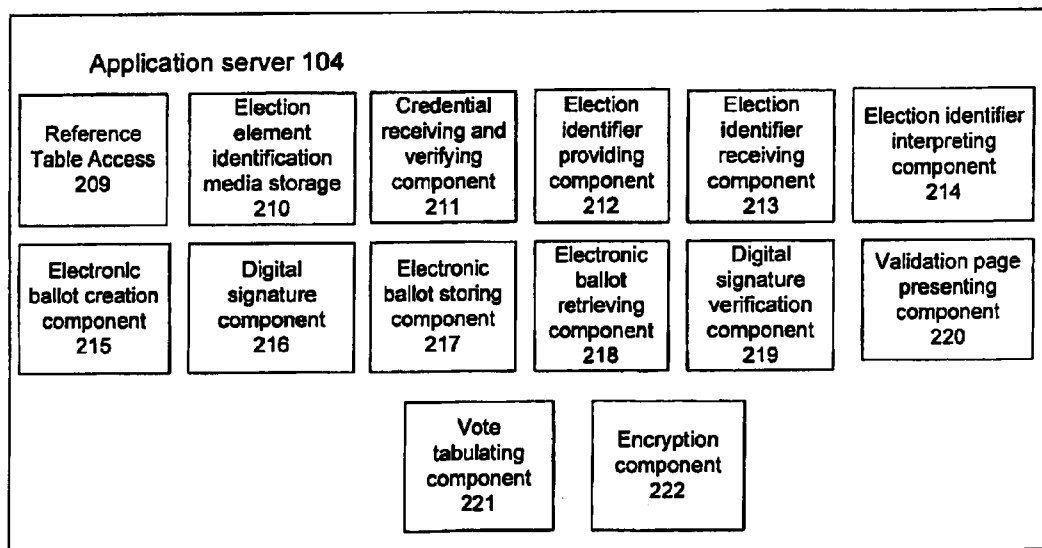 Application server 104
Reference
Table Access
209
Election
element
identification
media storage
210
Credential
receiving and
verifying
component
211
Election
identifier
providing
component
212
Election
identifier
receiving
component
213
Election identifier
interpreting
component
214
Electronic
ballot creation
component
215
Digital
signature
component
216
Electronic
ballot storing
component
217
Electronic
ballot
retrieving
component
218
Digital
signature
verification
component
219
Validation page
presenting
component
220
Vote
tabulating
component
221
Encryption
component
222